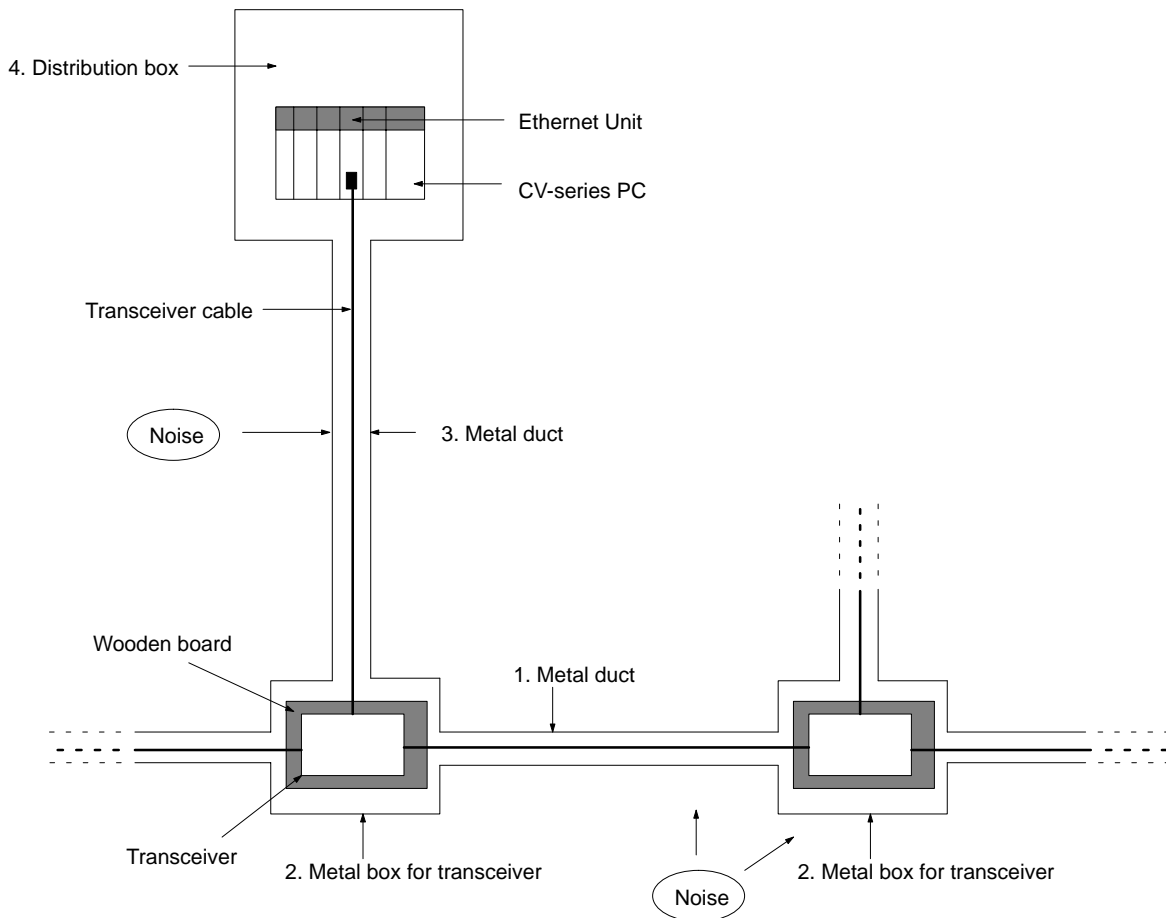 4. Distribution box
Ethernet Unit
CV-series PC
Transceiver cable
Noise
3. Metal duct
Wooden board
1. Metal duct
Transceiver
2. Metal box for transceiver
Noise
2. Metal box for transceiver